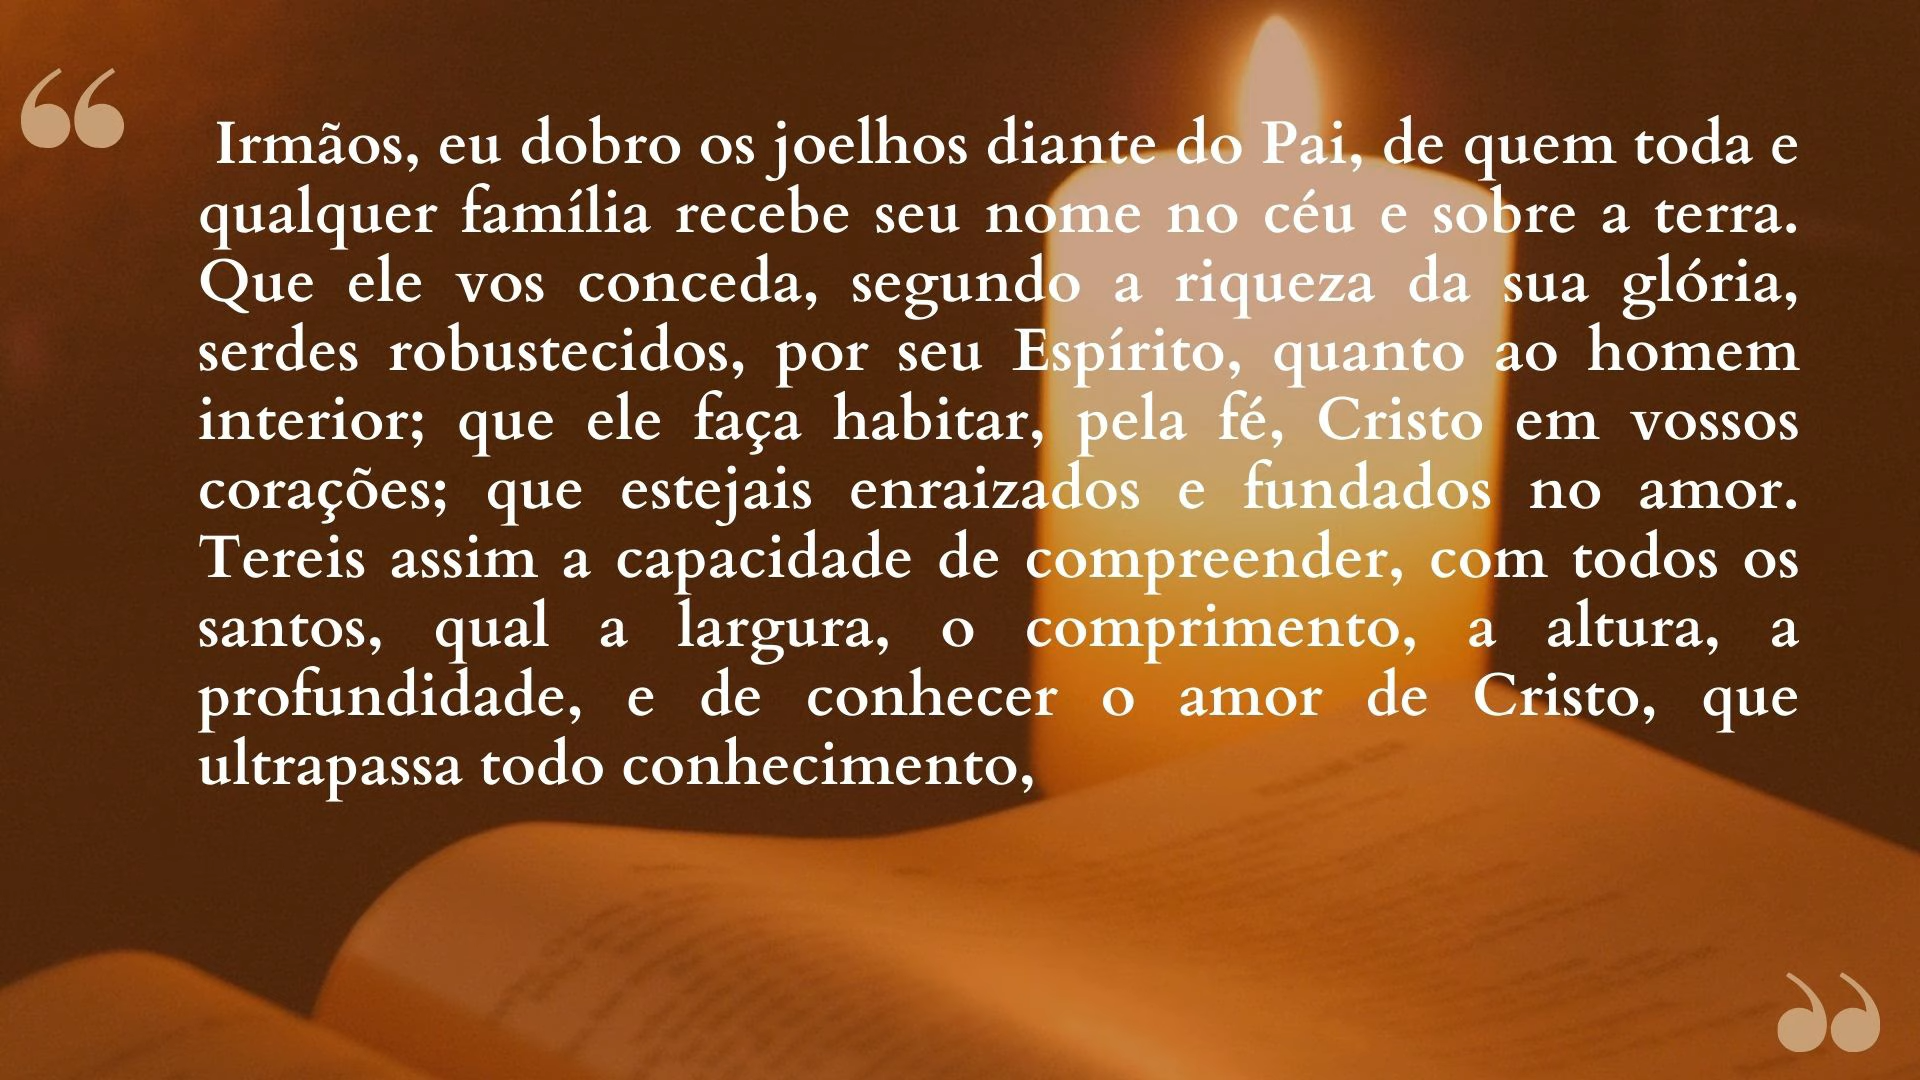 “
Irmãos, eu dobro os joelhos diante do Pai, de quem toda e
qualquer família recebe seu nome no céu e sobre a terra.
Que ele vos conceda, segundo a riqueza da sua glória,
serdes robustecidos, por seu Espírito, quanto ao homem
interior; que ele faça habitar, pela fé, Cristo em vossos
corações; que estejais enraizados e fundados no amor.
Tereis assim a capacidade de compreender, com todos os
santos, qual a largura, o comprimento, a altura, a
profundidade, e de conhecer o amor de Cristo, que
ultrapassa todo conhecimento,
”